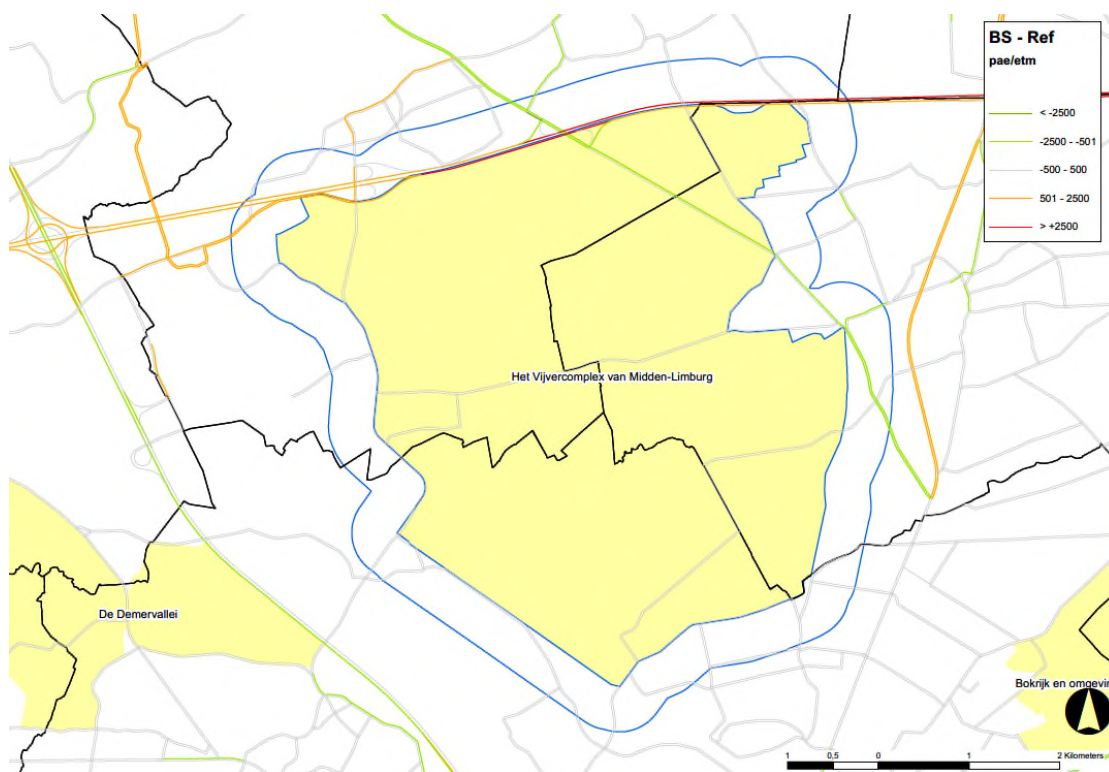 BS - Ref
pae/etm
< -2500
-2500 - -501
-500 - 500
501 - 2500
> +2500
Het Vijvercomplex van Midden-Limburg
De Demervallei
Bokrijk en omgevin
1 0,5 0 1 2 Kilometers